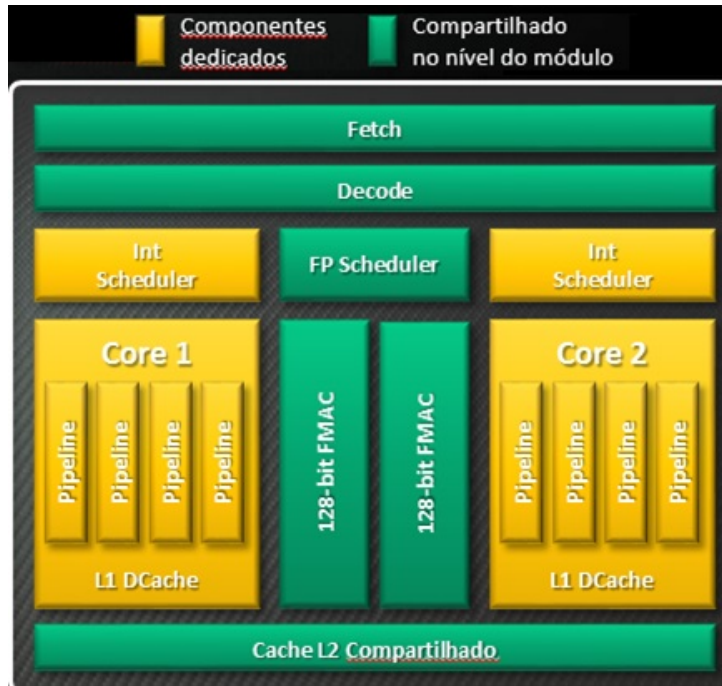 Componentes
dedicados
Compartilhado
no nível do módulo
Fetch
Decode
Int
Scheduler
FP Scheduler
Int
Scheduler
Core 1
Pipeline
Pipeline
Pipeline
Pipeline
L1 DCache
128-bit FMAC
128-bit FMAC
Core 2
Pipeline
Pipeline
Pipeline
Pipeline
L1 DCache
Cache L2 Compartilhado